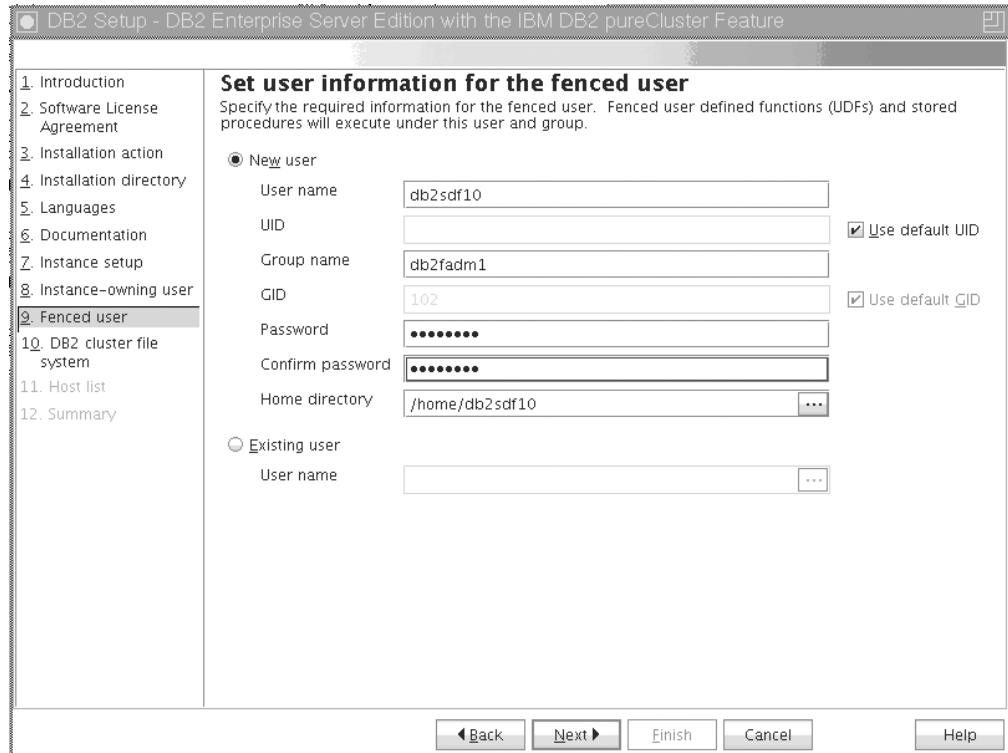 DB2 Setup - DB2 Enterprise Server Edition with the IBM DB2 pureCluster Feature
1. Introduction
2. Software License
Agreement
3. Installation action
4. Installation directory
5. Languages
6. Documentation
7. Instance setup
8. Instance-owning user
9. Fenced user
10. DB2 cluster file
system
11. Host list
12. Summary
Set user information for the fenced user
Specify the required information for the fenced user. Fenced user defined functions (UDFs) and stored
procedures will execute under this user and group.
New user
User name db2sdf10
UID Use default UID
Group name db2fadm1
GID 102 Use default GID
Password ●●●●●●●●
Confirm password ●●●●●●●●
Home directory /home/db2sdf10 ...
Existing user
User name ...
Back Next Finish Cancel Help